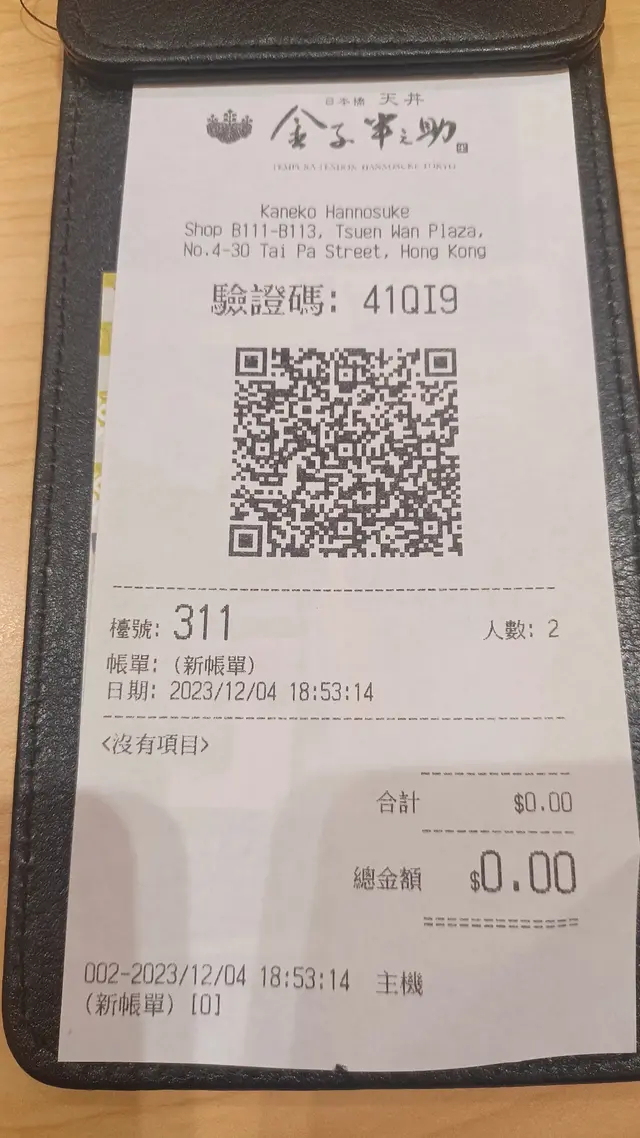 日本橋 天丼
金子半之助
TEMPURA TENDON HANNOSUKE TOKYO
Kaneko Hannosuke
Shop B111-B113, Tsuen Wan Plaza,
No.4-30 Tai Pa Street, Hong Kong
驗證碼: 41QI9
檯號: 311 人數: 2
帳單: (新帳單)
日期: 2023/12/04 18:53:14
<沒有項目>
合計 $0.00
總金額 $0.00
002-2023/12/04 18:53:14 主機
(新帳單) [0]